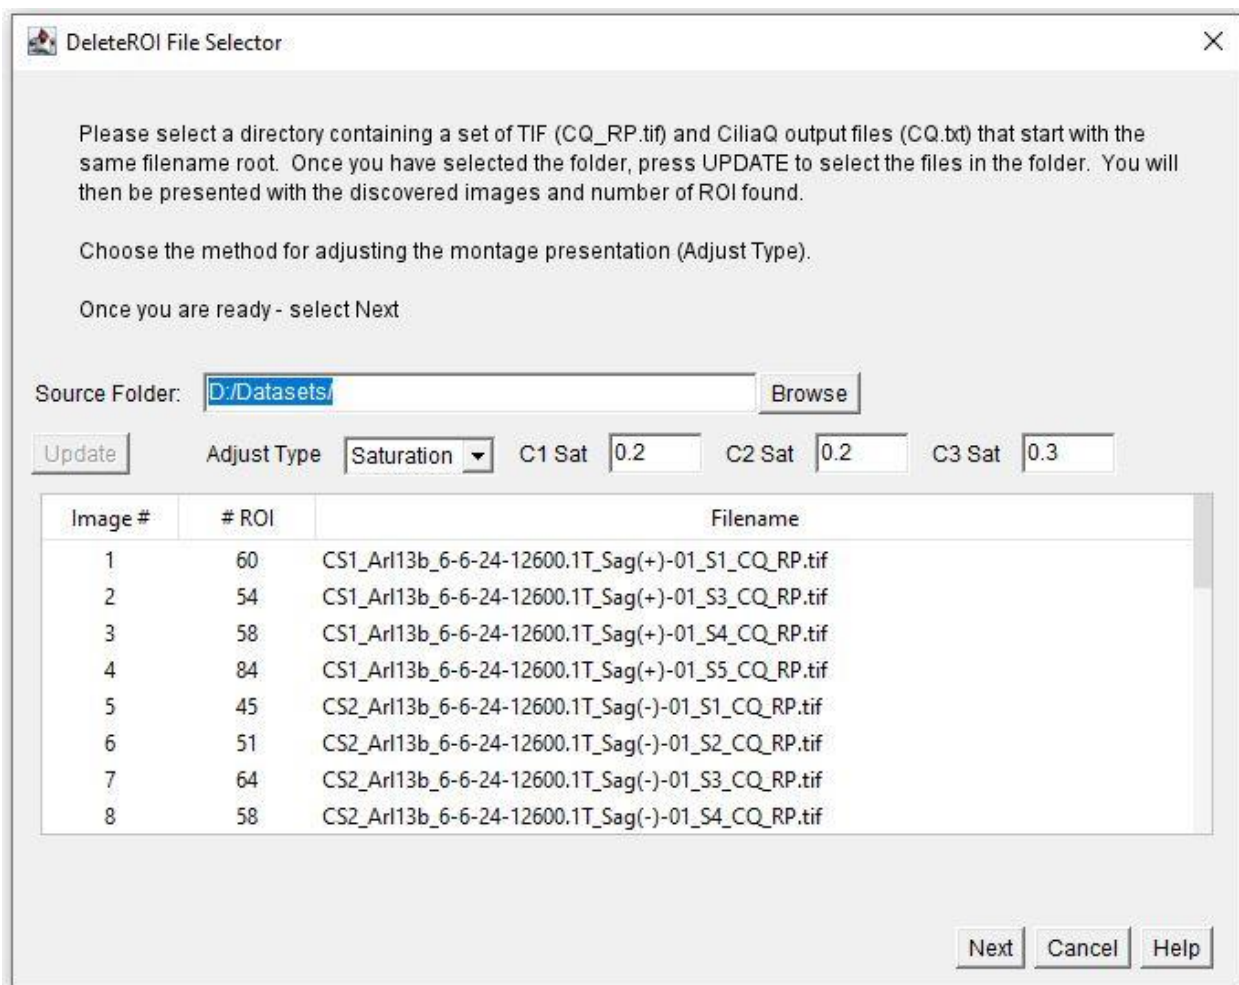 DeleteROI File Selector
Please select a directory containing a set of TIF (CQ_RP.tif) and CiliaQ output files (CQ.txt) that start with the
same filename root.  Once you have selected the folder, press UPDATE to select the files in the folder.  You will
then be presented with the discovered images and number of ROI found.
Choose the method for adjusting the montage presentation (Adjust Type).
Once you are ready - select Next
Source Folder: D:/Datasets/ Browse
Update Adjust Type Saturation C1 Sat 0.2 C2 Sat 0.2 C3 Sat 0.3
Image # # ROI Filename
1 60 CS1_Arl13b_6-6-24-12600.1T_Sag(+)-01_S1_CQ_RP.tif
2 54 CS1_Arl13b_6-6-24-12600.1T_Sag(+)-01_S3_CQ_RP.tif
3 58 CS1_Arl13b_6-6-24-12600.1T_Sag(+)-01_S4_CQ_RP.tif
4 84 CS1_Arl13b_6-6-24-12600.1T_Sag(+)-01_S5_CQ_RP.tif
5 45 CS2_Arl13b_6-6-24-12600.1T_Sag(-)-01_S1_CQ_RP.tif
6 51 CS2_Arl13b_6-6-24-12600.1T_Sag(-)-01_S2_CQ_RP.tif
7 64 CS2_Arl13b_6-6-24-12600.1T_Sag(-)-01_S3_CQ_RP.tif
8 58 CS2_Arl13b_6-6-24-12600.1T_Sag(-)-01_S4_CQ_RP.tif
Next Cancel Help